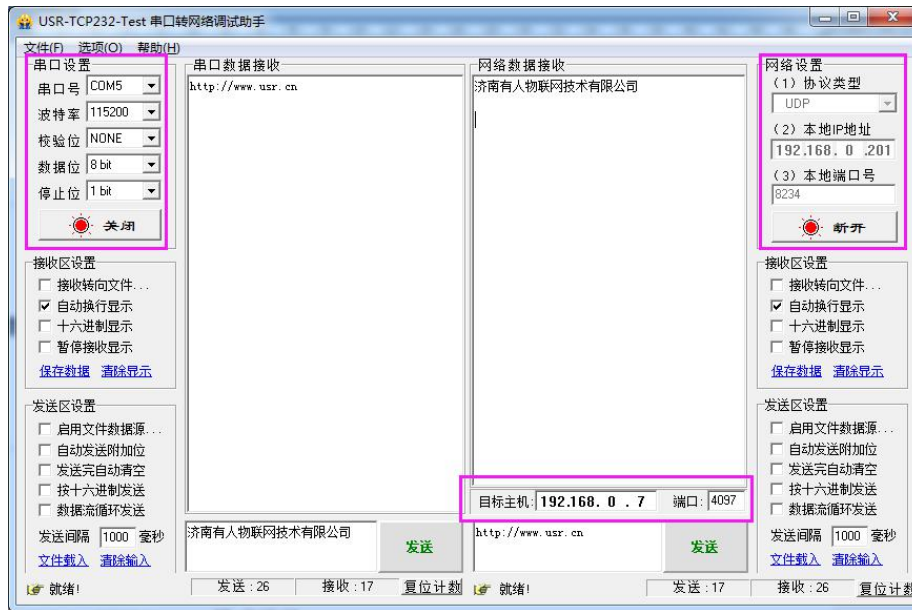 USR-TCP232-Test 串口转网络调试助手
文件(F) 选项(O) 帮助(H)
串口设置
串口号 COM5
波特率 115200
校验位 NONE
数据位 8 bit
停止位 1 bit
关闭
接收区设置
接收转向文件...
自动换行显示
十六进制显示
暂停接收显示
保存数据 清除显示
发送区设置
启用文件数据源...
自动发送附加位
发送完自动清空
按十六进制发送
数据流循环发送
发送间隔 1000 毫秒
文件载入 清除输入
串口数据接收
http://www.usr.cn
济南有人物联网技术有限公司
发送
网络数据接收
济南有人物联网技术有限公司
目标主机: 192.168. 0 . 7 端口: 4097
http://www.usr.cn
发送
网络设置
(1) 协议类型
UDP
(2) 本地IP地址
192.168. 0 .201
(3) 本地端口号
8234
断开
接收区设置
接收转向文件...
自动换行显示
十六进制显示
暂停接收显示
保存数据 清除显示
发送区设置
启用文件数据源...
自动发送附加位
发送完自动清空
按十六进制发送
数据流循环发送
发送间隔 1000 毫秒
文件载入 清除输入
就绪! 发送 : 26 接收 : 17 复位计数
就绪! 发送 : 17 接收 : 26 复位计数